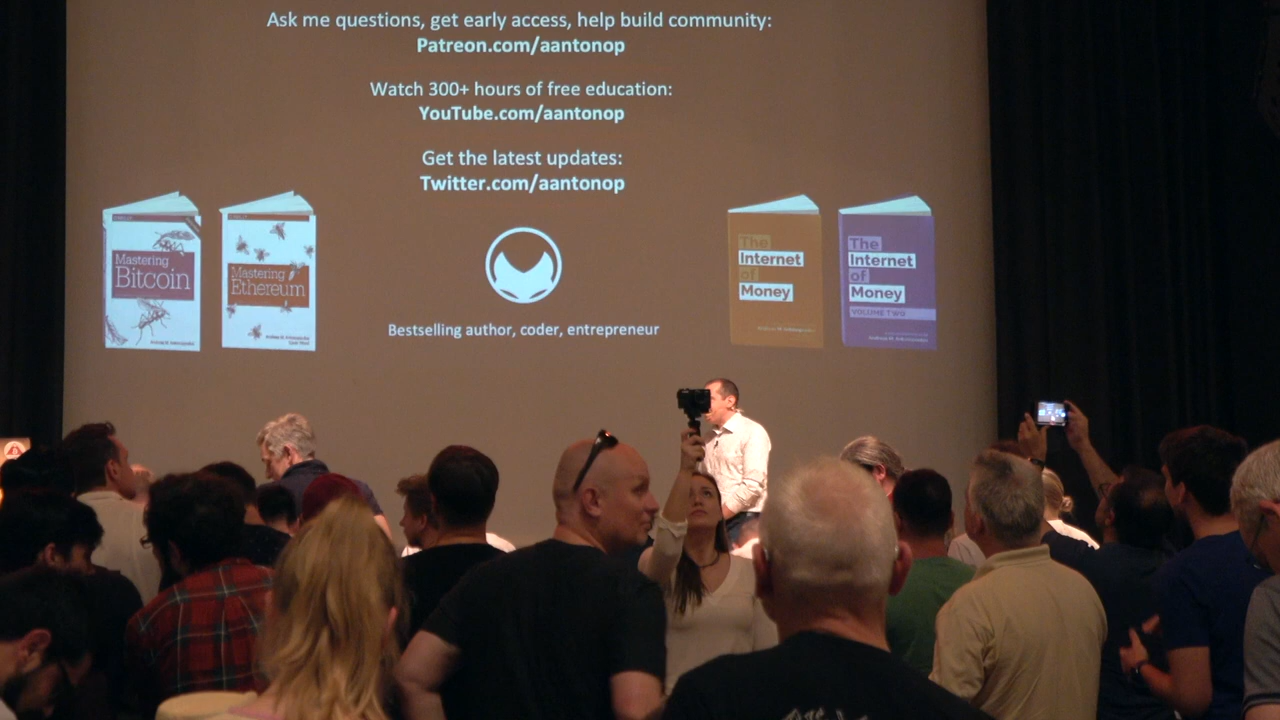 Ask me questions, get early access, help build community:
Patreon.com/aantonop
Watch 300+ hours of free education:
YouTube.com/aantonop
Get the latest updates:
Twitter.com/aantonop
Mastering
Bitcoin
Mastering
Ethereum
Bestselling author, coder, entrepreneur
The
Internet
of
Money
The
Internet
of
Money
VOLUME TWO